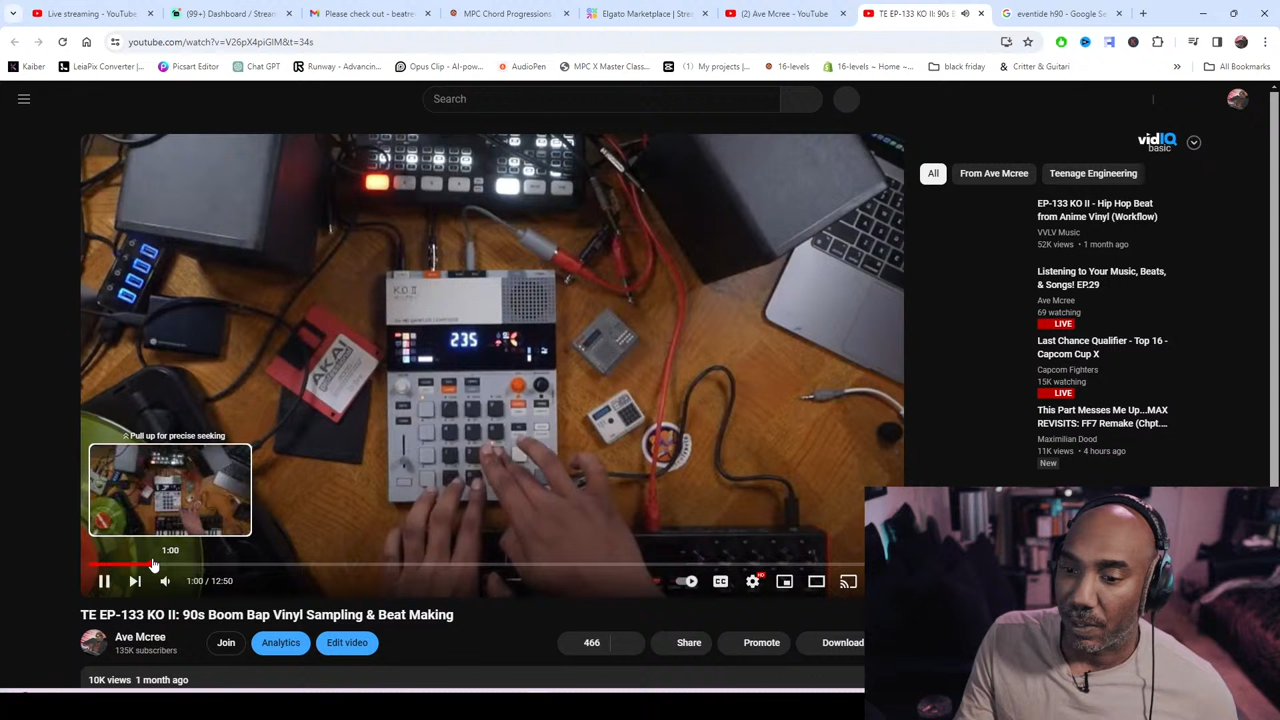 Live streaming - YouTube
(99+) Dashboard / Stream
Please check out - beatre
MPC Chord Progressions
Elgato Marketplace | Stre
(2) Ave Mcree - YouTube
TE EP-133 KO II: 90s B
eventide h90 - Google Se
youtube.com/watch?v=V26pX4piGlM&t=34s
Kaiber
LeiaPix Converter |...
Picsart Editor
Chat GPT
Runway - Advancin...
Opus Clip - AI-pow...
AudioPen
MPC X Master Class...
(1) My projects |...
16-levels
16-levels ~ Home ~...
black friday
Critter & Guitari
All Bookmarks
Search
vidIQ
basic
All
From Ave Mcree
Teenage Engineering
EP-133 KO II - Hip Hop Beat
from Anime Vinyl (Workflow)
VVLV Music
52K views • 1 month ago
Listening to Your Music, Beats,
& Songs! EP.29
Ave Mcree
69 watching
LIVE
Last Chance Qualifier - Top 16 -
Capcom Cup X
Capcom Fighters
15K watching
LIVE
This Part Messes Me Up...MAX
REVISITS: FF7 Remake (Chpt....
Maximilian Dood
11K views • 4 hours ago
New
K.O II
235
AKAI
Pull up for precise seeking
1:00
1:00 / 12:50
CC
HD
TE EP-133 KO II: 90s Boom Bap Vinyl Sampling & Beat Making
Ave Mcree
135K subscribers
Join
Analytics
Edit video
466
Share
Promote
Download
10K views 1 month ago